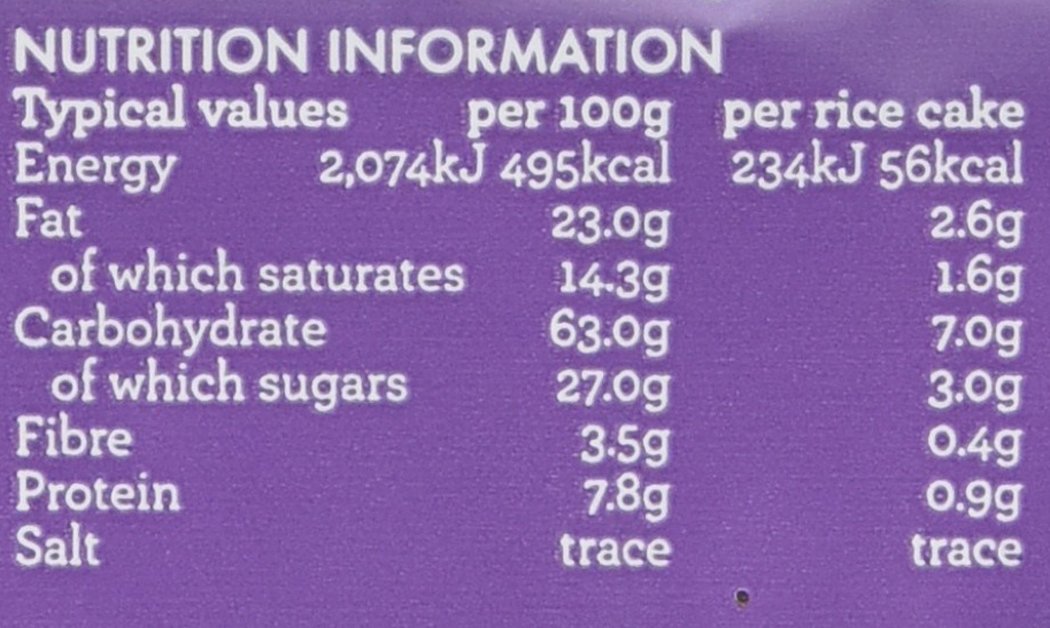 NUTRITION INFORMATION
Typical values per 100g per rice cake
Energy 2,074kJ 495kcal 234kJ 56kcal
Fat 23.0g 2.6g
of which saturates 14.3g 1.6g
Carbohydrate 63.0g 7.0g
of which sugars 27.0g 3.0g
Fibre 3.5g 0.4g
Protein 7.8g 0.9g
Salt trace trace